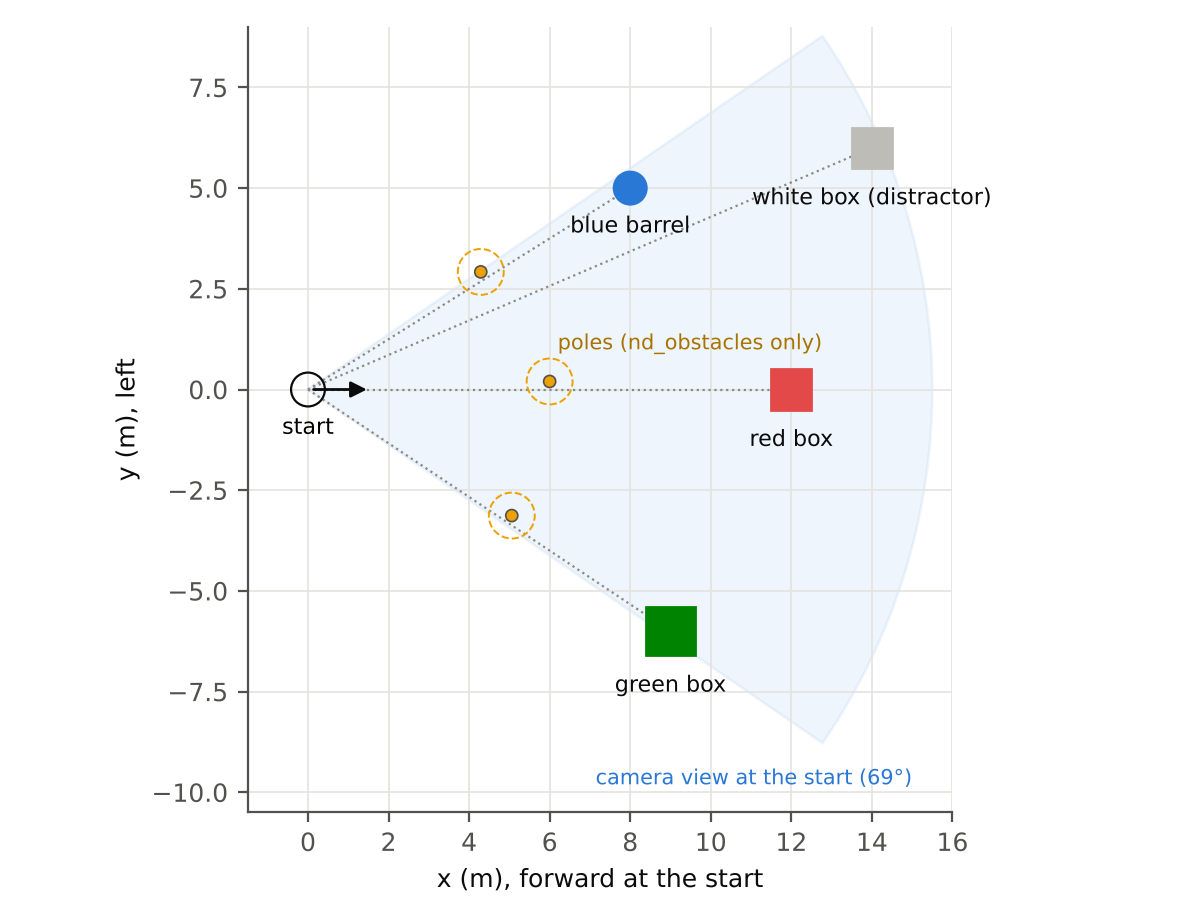 7.5
5.0
2.5
0.0
−2.5
−5.0
−7.5
−10.0
y (m), left
white box (distractor)
blue barrel
poles (nd_obstacles only)
start
red box
green box
camera view at the start (69°)
0 2 4 6 8 10 12 14 16
x (m), forward at the start